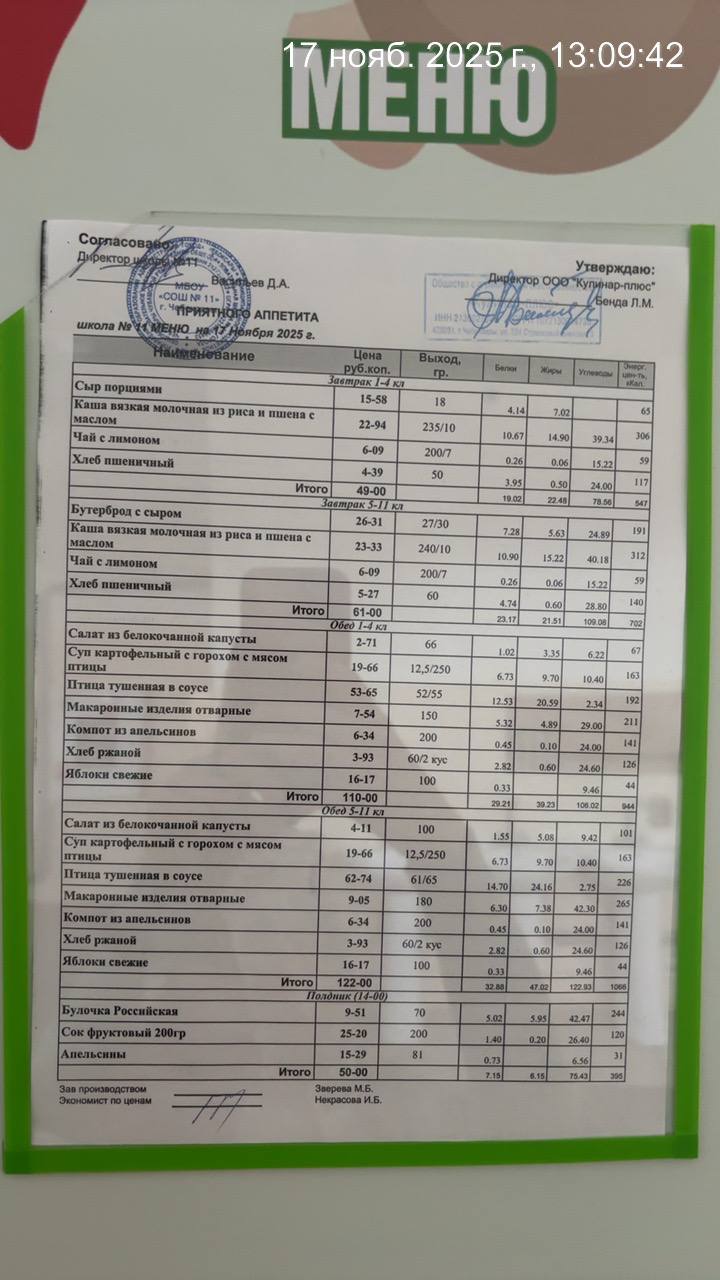 17 нояб. 2025 г., 13:09:42
МЕНЮ
Согласовано
Директор школы №11
Васильев Д.А.
МБОУ
«СОШ № 11»
Утверждаю:
Директор ООО "Кулинар-плюс"
Бенда Л.М.
ПРИЯТНОГО АППЕТИТА
школа № 11 МЕНЮ на 17 Ноября 2025 г.
Наименование Цена руб.коп. Выход, гр. Белки Жиры Углеводы Энерг. цен-ть, кКал.
Завтрак 1-4 кл
Сыр порциями 15-58 18 4.14 7.02 65
Каша вязкая молочная из риса и пшена с
маслом 22-94 235/10 10.67 14.90 39.34 306
Чай с лимоном 6-09 200/7 0.26 0.06 15.22 59
Хлеб пшеничный 4-39 50 3.95 0.50 24.00 117
Итого 49-00 19.02 22.48 78.56 547
Завтрак 5-11 кл
Бутерброд с сыром 26-31 27/30 7.28 5.63 24.89 191
Каша вязкая молочная из риса и пшена с
маслом 23-33 240/10 10.90 15.22 40.18 312
Чай с лимоном 6-09 200/7 0.26 0.06 15.22 59
Хлеб пшеничный 5-27 60 4.74 0.60 28.80 140
Итого 61-00 23.17 21.51 109.08 702
Обед 1-4 кл
Салат из белокочанной капусты 2-71 66 1.02 3.35 6.22 67
Суп картофельный с горохом с мясом
птицы 19-66 12,5/250 6.73 9.70 10.40 163
Птица тушенная в соусе 53-65 52/55 12.53 20.59 2.34 192
Макаронные изделия отварные 7-54 150 5.32 4.89 29.00 211
Компот из апельсинов 6-34 200 0.45 0.10 24.00 141
Хлеб ржаной 3-93 60/2 кус 2.82 0.60 24.60 126
Яблоки свежие 16-17 100 0.33 9.46 44
Итого 110-00 29.21 39.23 106.02 944
Обед 5-11 кл
Салат из белокочанной капусты 4-11 100 1.55 5.08 9.42 101
Суп картофельный с горохом с мясом
птицы 19-66 12,5/250 6.73 9.70 10.40 163
Птица тушенная в соусе 62-74 61/65 14.70 24.16 2.75 226
Макаронные изделия отварные 9-05 180 6.30 7.38 42.30 265
Компот из апельсинов 6-34 200 0.45 0.10 24.00 141
Хлеб ржаной 3-93 60/2 кус 2.82 0.60 24.60 126
Яблоки свежие 16-17 100 0.33 9.46 44
Итого 122-00 32.88 47.02 122.93 1066
Полдник (14-00)
Булочка Российская 9-51 70 5.02 5.95 42.47 244
Сок фруктовый 200гр 25-20 200 1.40 0.20 26.40 120
Апельсины 15-29 81 0.73 6.56 31
Итого 50-00 7.15 6.15 75.43 395
Зав производством Зверева М.Б.
Экономист по ценам Некрасова И.Б.